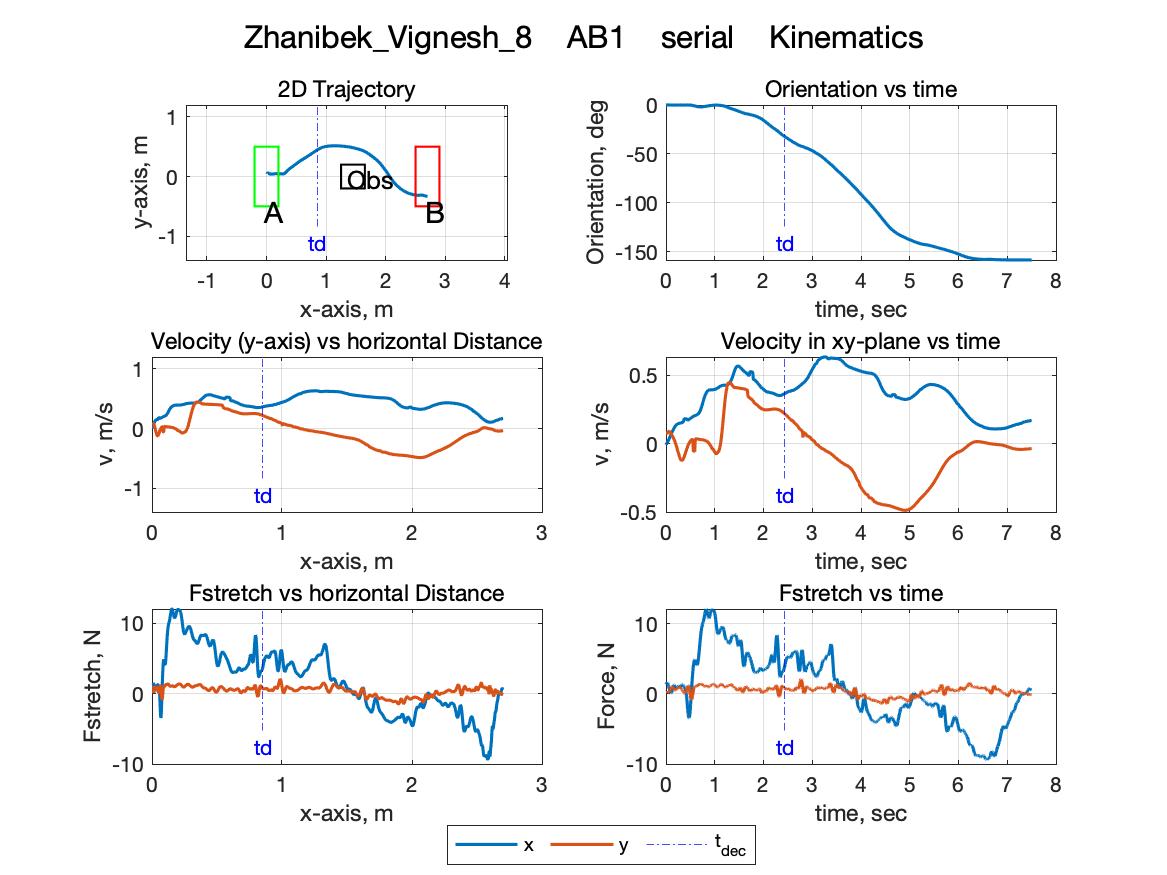 Zhanibek_Vignesh_8 AB1 serial Kinematics
2D Trajectory
1
0
-1
y-axis, m
A
td
Obs
B
-1 0 1 2 3 4
x-axis, m
Orientation vs time
0
-50
-100
-150
Orientation, deg
td
0 1 2 3 4 5 6 7 8
time, sec
Velocity (y-axis) vs horizontal Distance
1
0
-1
v, m/s
td
0 1 2 3
x-axis, m
Velocity in xy-plane vs time
0.5
0
-0.5
v, m/s
td
0 1 2 3 4 5 6 7 8
time, sec
Fstretch vs horizontal Distance
10
0
-10
Fstretch, N
td
0 1 2 3
x-axis, m
Fstretch vs time
10
0
-10
Force, N
td
0 1 2 3 4 5 6 7 8
time, sec
x y t_dec